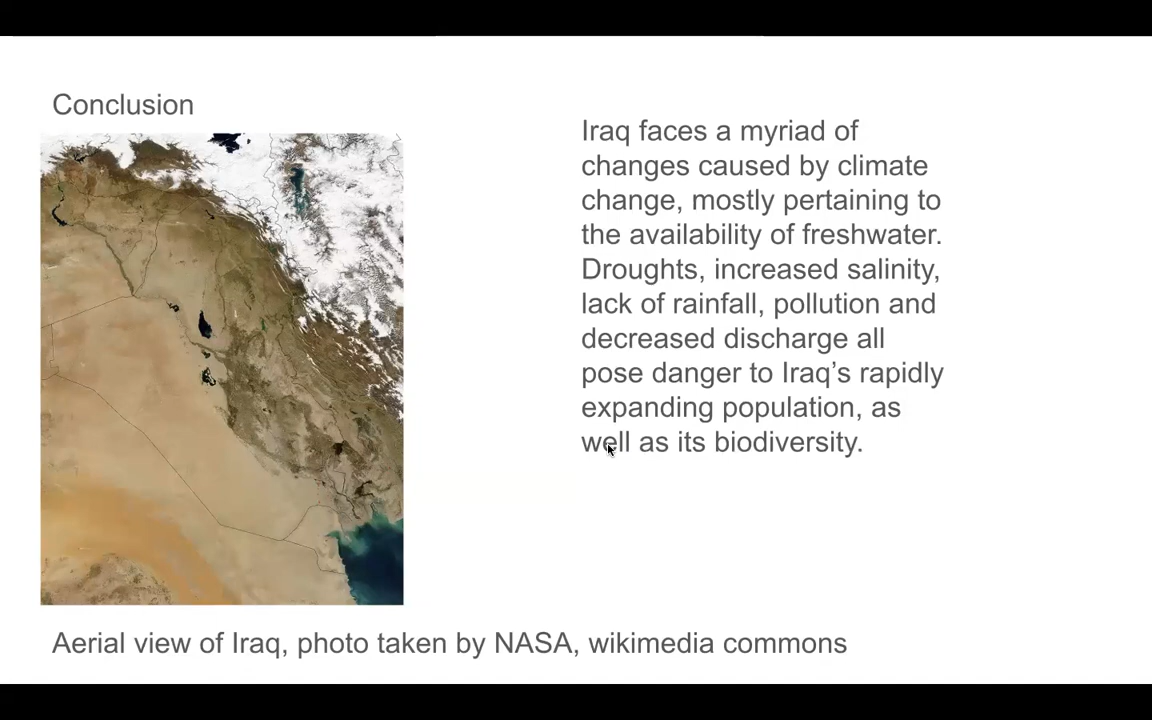 Conclusion
Iraq faces a myriad of
changes caused by climate
change, mostly pertaining to
the availability of freshwater.
Droughts, increased salinity,
lack of rainfall, pollution and
decreased discharge all
pose danger to Iraq’s rapidly
expanding population, as
well as its biodiversity.
Aerial view of Iraq, photo taken by NASA, wikimedia commons